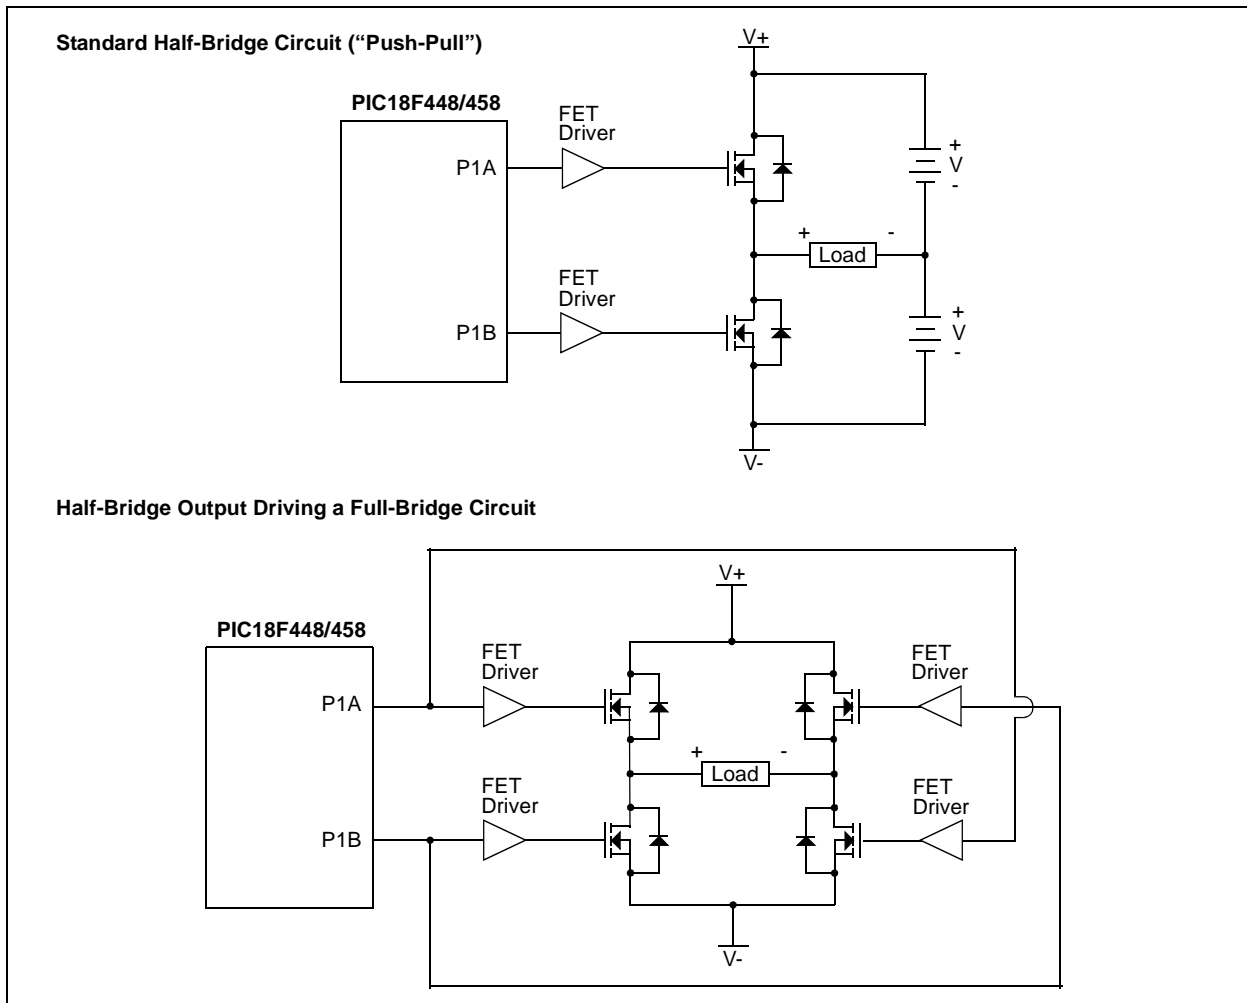 Standard Half-Bridge Circuit (“Push-Pull”)
V+
PIC18F448/458
FET
Driver
P1A
+
V
-
+ -
Load
FET
Driver
P1B
+
V
-
V-
Half-Bridge Output Driving a Full-Bridge Circuit
V+
PIC18F448/458
FET
Driver
FET
Driver
P1A
+ -
Load
FET
Driver
FET
Driver
P1B
V-